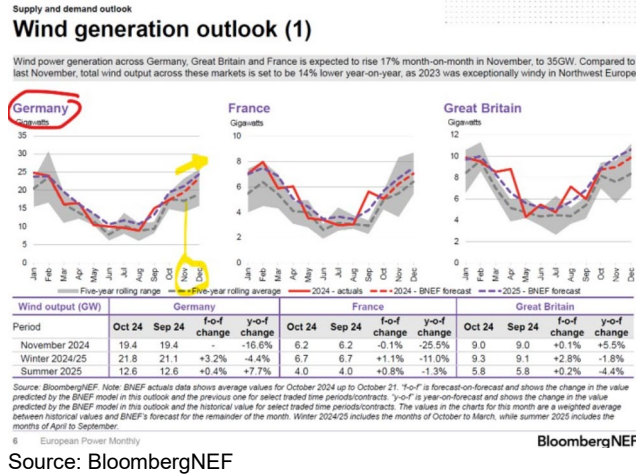 Supply and demand outlook
Wind generation outlook (1)
Wind power generation across Germany, Great Britain and France is expected to rise 17% month-on-month in November, to 35GW. Compared to
last November, total wind output across these markets is set to be 14% lower year-on-year, as 2023 was exceptionally windy in Northwest Europe
Germany France Great Britain
Gigawatts Gigawatts Gigawatts
35
30
25
20
15
10
5
0
Jan Feb Mar Apr May Jun Jul Aug Sep Oct Nov Dec
10
8
6
4
2
0
Jan Feb Mar Apr May Jun Jul Aug Sep Oct Nov Dec
12
10
8
6
4
2
0
Jan Feb Mar Apr May Jun Jul Aug Sep Oct Nov Dec
Five-year rolling range Five-year rolling average 2024 - actuals 2024 - BNEF forecast 2025 - BNEF forecast
Wind output (GW) Germany France Great Britain
Period Oct 24 Sep 24 f-o-f change y-o-f change Oct 24 Sep 24 f-o-f change y-o-f change Oct 24 Sep 24 f-o-f change y-o-f change
November 2024 19.4 19.4 - -16.6% 6.2 6.2 -0.1% -25.5% 9.0 9.0 +0.1% +5.5%
Winter 2024/25 21.8 21.1 +3.2% -4.4% 6.7 6.7 +1.1% -11.0% 9.3 9.1 +2.8% -1.8%
Summer 2025 12.6 12.6 +0.4% +7.7% 4.0 4.0 +0.8% -1.3% 5.8 5.8 +0.2% -4.4%
Source: BloombergNEF. Note: BNEF actuals data shows average values for October 2024 up to October 21. "f-o-f" is forecast-on-forecast and shows the change in the value
predicted by the BNEF model in this outlook and the previous one for select traded time periods/contracts. "y-o-f" is year-on-forecast and shows the change in the value
predicted by the BNEF model in this outlook and the historical value for select traded time periods/contracts. The values in the charts for this month are a weighted average
between historical values and BNEF's forecast for the remainder of the month. Winter 2024/25 includes the months of October to March, while summer 2025 includes the
months of April to September.
6 European Power Monthly BloombergNEF
Source: BloombergNEF